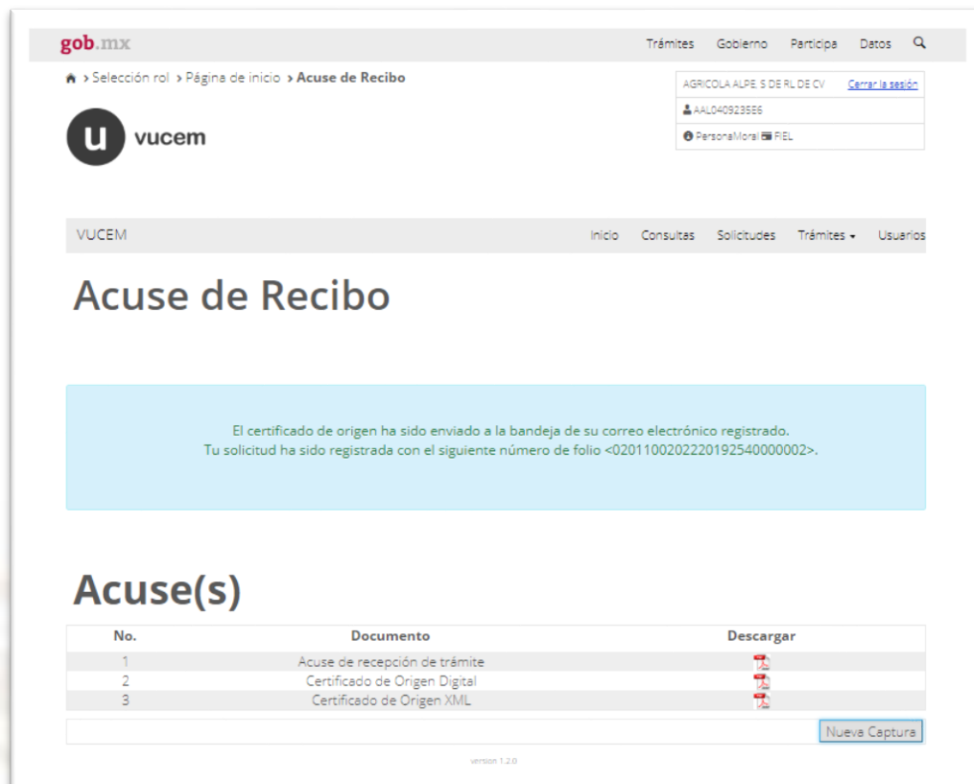 gob.mx Trámites Gobierno Participa Datos
> Selección rol > Página de inicio > Acuse de Recibo
AGRICOLA ALPE, S DE RL DE CV Cerrar la sesión
AAL0409235E6
PersonaMoral FIEL
u vucem
VUCEM Inicio Consultas Solicitudes Trámites Usuarios
Acuse de Recibo
El certificado de origen ha sido enviado a la bandeja de su correo electrónico registrado.
Tu solicitud ha sido registrada con el siguiente número de folio <0201100202220192540000002>.
Acuse(s)
No. Documento Descargar
1 Acuse de recepción de trámite
2 Certificado de Origen Digital
3 Certificado de Origen XML
Nueva Captura
version 1.2.0